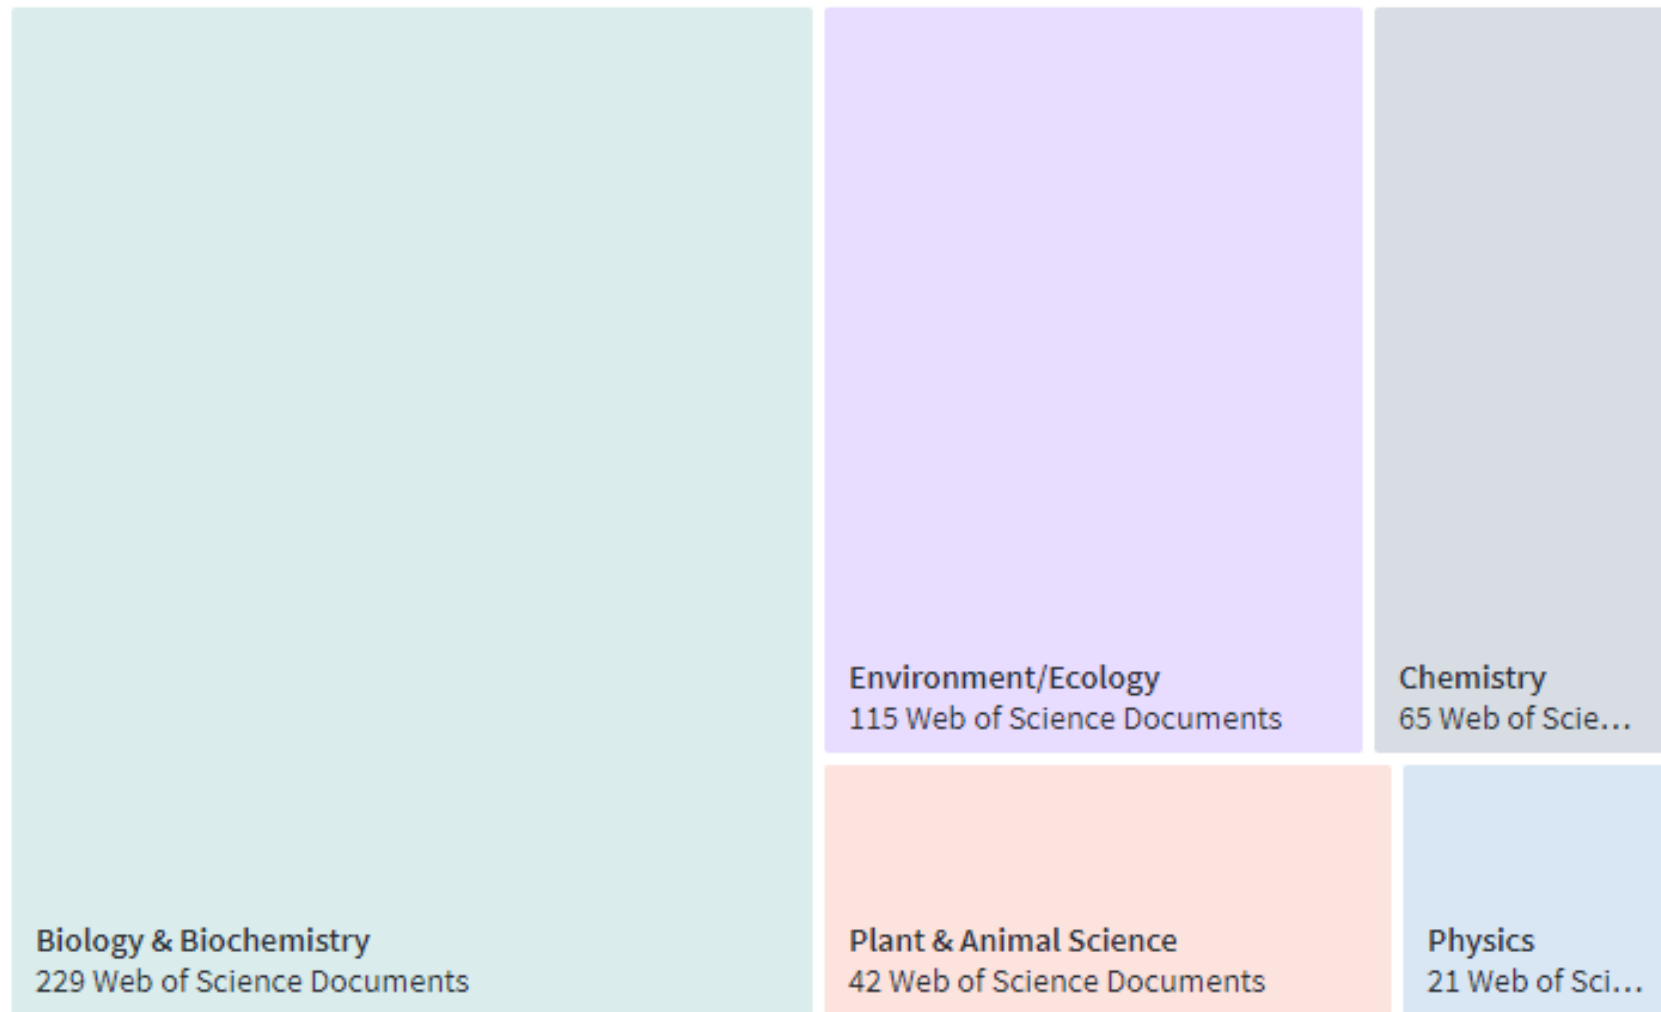 Environment/Ecology
115 Web of Science Documents
Chemistry
65 Web of Scie...
Biology & Biochemistry
229 Web of Science Documents
Plant & Animal Science
42 Web of Science Documents
Physics
21 Web of Sci...